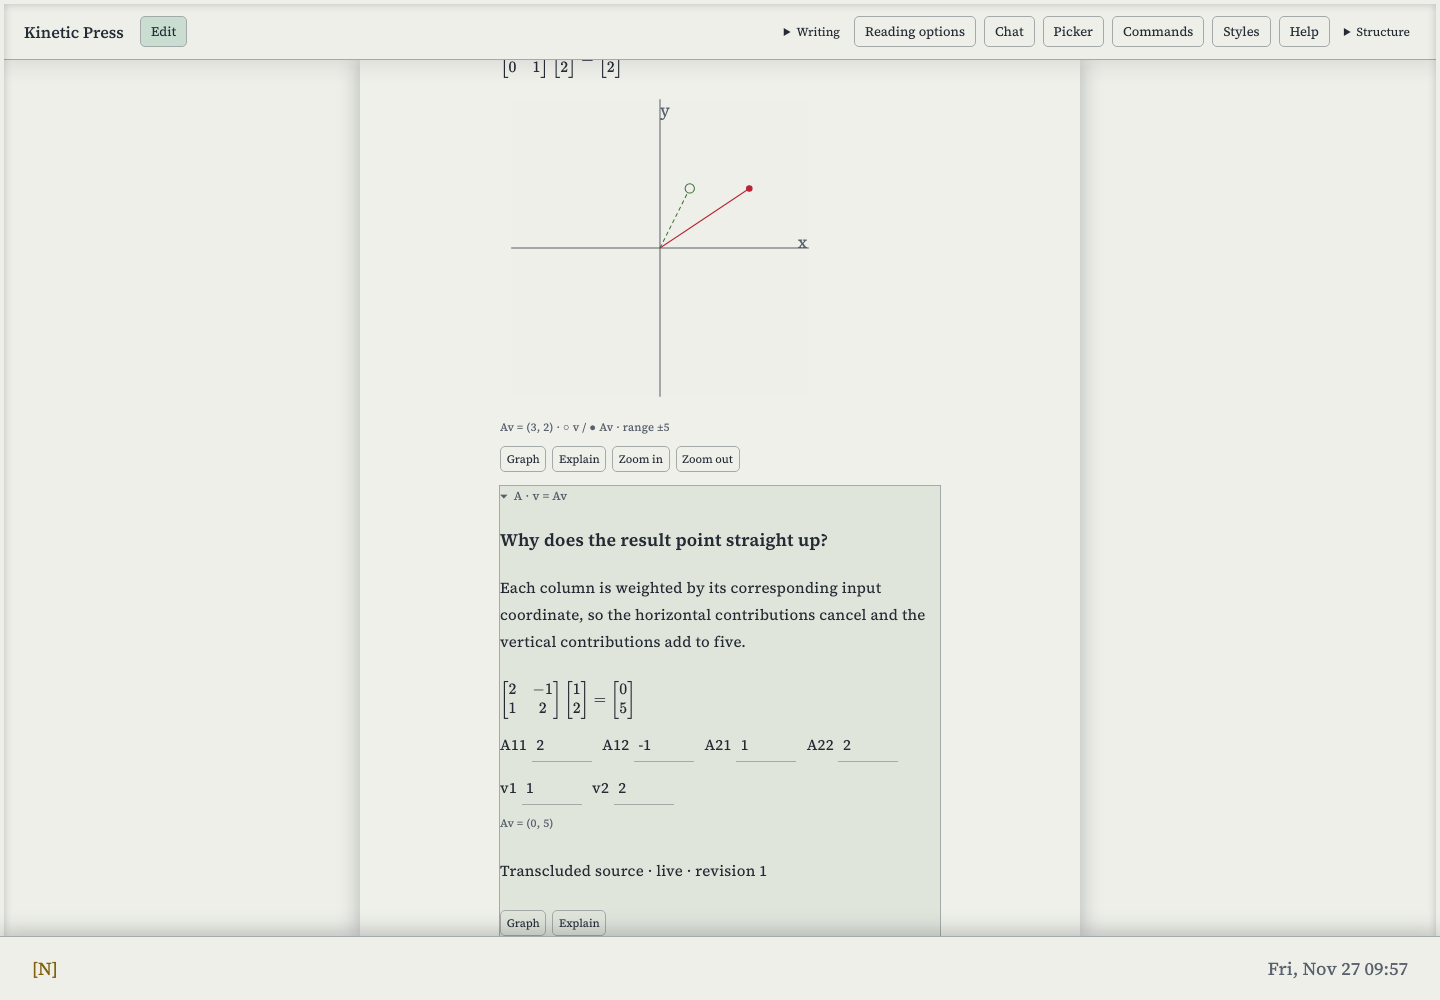 Kinetic Press Edit ▶ Writing Reading options Chat Picker Commands Styles Help ▶ Structure
[0 1] [2] = [2]
y
x
Av = (3, 2) · ○ v / ● Av · range ±5
Graph Explain Zoom in Zoom out
▼ A · v = Av
Why does the result point straight up?
Each column is weighted by its corresponding input
coordinate, so the horizontal contributions cancel and the
vertical contributions add to five.
[2 −1] [1] = [0]
[1 2] [2] [5]
A11 2 A12 -1 A21 1 A22 2
v1 1 v2 2
Av = (0, 5)
Transcluded source · live · revision 1
Graph Explain
[N] Fri, Nov 27 09:57